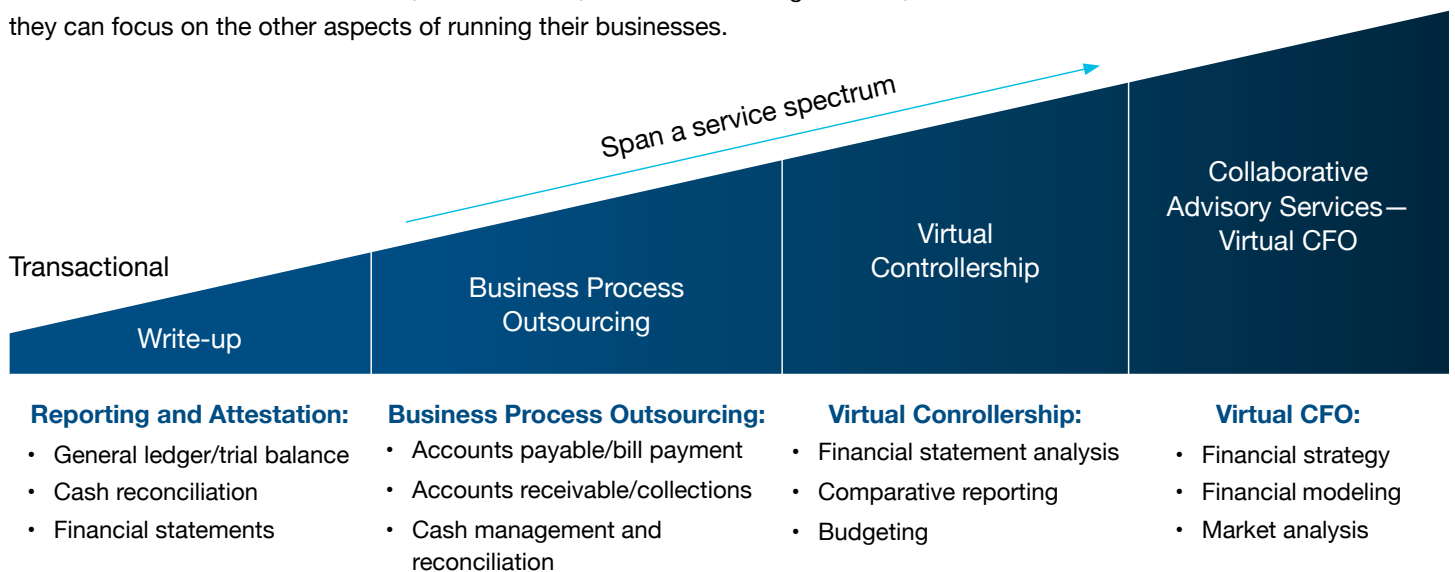 they can focus on the other aspects of running their businesses.
Span a service spectrum
Transactional
Write-up
Business Process
Outsourcing
Virtual
Controllership
Collaborative
Advisory Services—
Virtual CFO
Reporting and Attestation:
• General ledger/trial balance
• Cash reconciliation
• Financial statements
Business Process Outsourcing:
• Accounts payable/bill payment
• Accounts receivable/collections
• Cash management and
reconciliation
Virtual Conrollership:
• Financial statement analysis
• Comparative reporting
• Budgeting
Virtual CFO:
• Financial strategy
• Financial modeling
• Market analysis